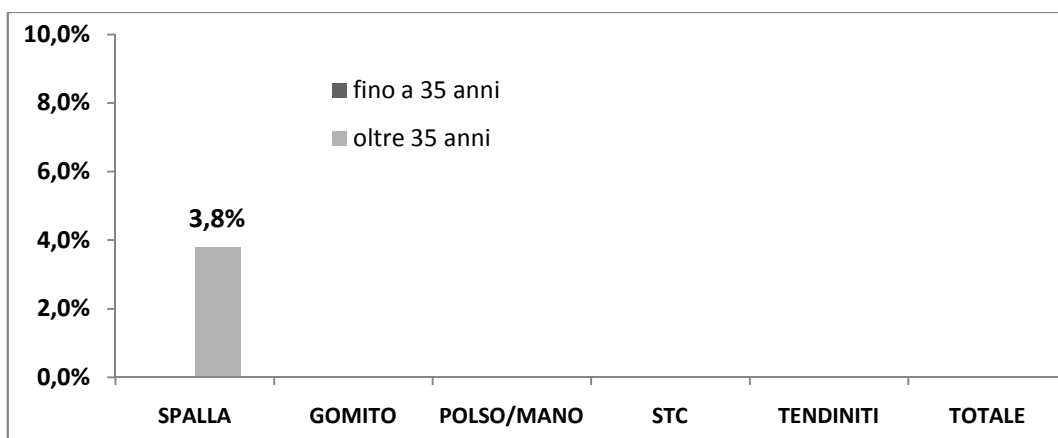 10,0%
8,0%
6,0%
4,0%
2,0%
0,0%
fino a 35 anni
oltre 35 anni
3,8%
SPALLA GOMITO POLSO/MANO STC TENDINITI TOTALE